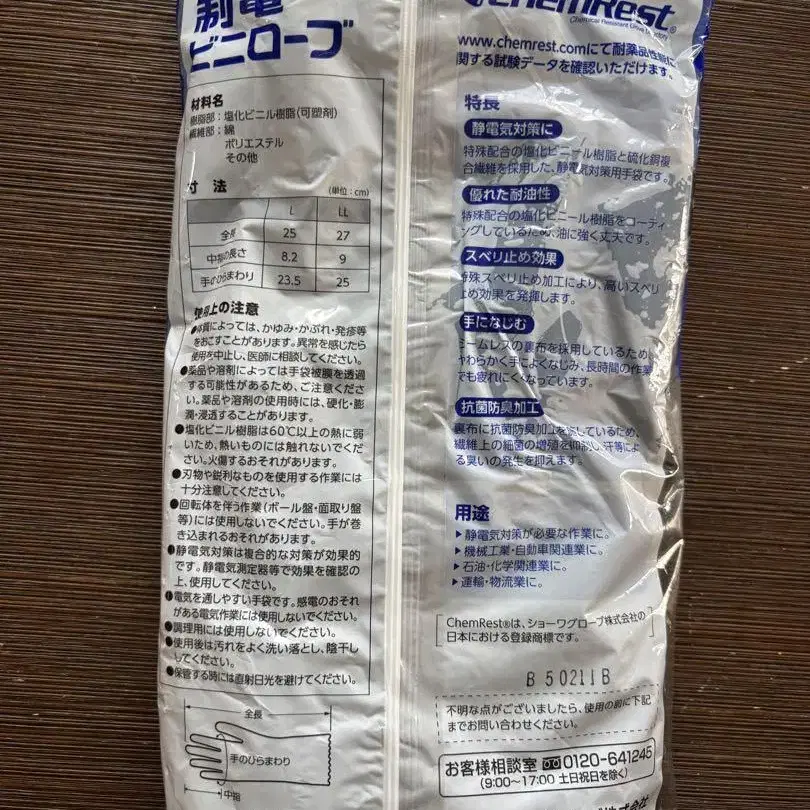 制電
ビニローブ
材料名
樹脂部：塩化ビニル樹脂(可塑剤)
繊維部：綿
ポリエステル
その他
寸 法
(単位：cm)
L LL
全長 25 27
中指の長さ 8.2 9
手のひらまわり 23.5 25
使用上の注意
●体質によっては、かゆみ・かぶれ・発疹等
をおこすことがあります。異常を感じたら
使用を中止し、医師に相談してください。
●薬品や溶剤によっては手袋被膜を透過
する可能性があるため、ご注意くださ
い。薬品や溶剤の使用時には、硬化・膨
潤・浸透することがあります。
●塩化ビニル樹脂は60℃以上の熱に弱
いため、熱いものには触れないでくだ
さい。火傷するおそれがあります。
●刃物や鋭利なものを使用する作業には
十分注意してください。
●回転体を伴う作業(ボール盤・面取り盤
等)には使用しないでください。手が巻
き込まれるおそれがあります。
●静電気対策は複合的な対策が効果的
です。静電気測定器等で効果を確認の
上、使用してください。
●電気を通しやすい手袋です。感電のおそれ
がある電気作業には使用しないでください。
●調理用には使用しないでください。
●使用後は汚れをよく洗い落とし、陰干し
してください。
●保管する時には直射日光を避けてください。
全長
手のひらまわり
中指
ChemRest®
Chemical Resistant Glove Directory
www.chemrest.comにて耐薬品性能に
関する試験データを確認いただけます。
特長
静電気対策に
特殊配合の塩化ビニール樹脂と硫化銅複
合繊維を採用した、静電気対策用手袋です。
優れた耐油性
特殊配合の塩化ビニール樹脂をコーティ
ングしているため、油に強く丈夫です。
スベリ止め効果
特殊スベリ止め加工により、高いスベリ
止め効果を発揮します。
手になじむ
シームレスの裏布を採用しているため、
やわらかく手によくなじみ、長時間の作業
でも疲れにくくなっています。
抗菌防臭加工
裏布に抗菌防臭加工を施しているため、
繊維上の細菌の増殖を抑制し、汗等によ
る臭いの発生を抑えます。
用途
▶静電気対策が必要な作業に。
▶機械工業・自動車関連業に。
▶石油・化学関連業に。
▶運輸・物流業に。
ChemRest®は、ショーワグローブ株式会社の
日本における登録商標です。
B50211B
不明な点がございましたら、使用の前に下記
までお問い合わせください。
お客様相談室 0120-641245
(9:00~17:00 土日祝日を除く)